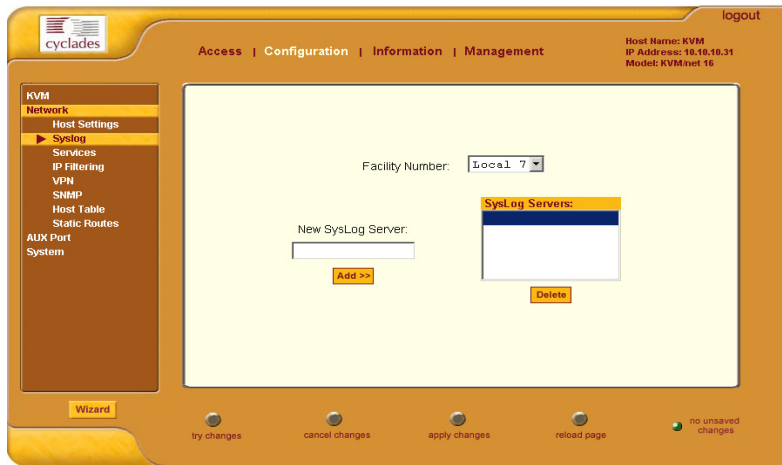 logout
cyclades
Access | Configuration | Information | Management
Host Name: KVM
IP Address: 10.10.10.31
Model: KVM/net 16
KVM
Network
Host Settings
Syslog
Services
IP Filtering
VPN
SNMP
Host Table
Static Routes
AUX Port
System
Facility Number: Local 7
SysLog Servers:
New SysLog Server:
Add >>
Delete
Wizard
try changes
cancel changes
apply changes
reload page
no unsaved changes